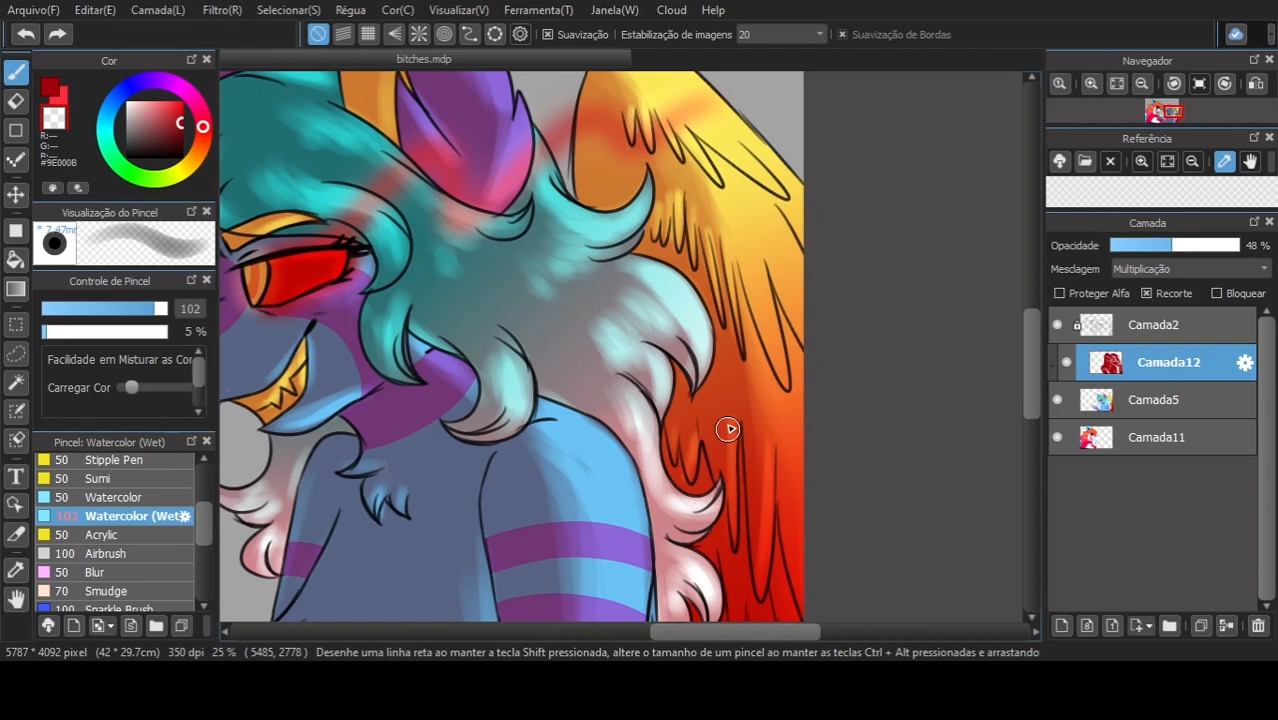 Arquivo(F) Editar(E) Camada(L) Filtro(R) Selecionar(S) Régua Cor(C) Visualizar(V) Ferramenta(T) Janela(W) Cloud Help
Suavização Estabilização de imagens 20 Suavização de Bordas
bitches.mdp
Cor
R:---
G:---
B:---
#9E000B
Visualização do Pincel
* 7.47mm
Controle de Pincel
102
5 %
Facilidade em Misturar as Cor
Carregar Cor
Pincel: Watercolor (Wet)
50 Stipple Pen
50 Sumi
50 Watercolor
102 Watercolor (Wet
50 Acrylic
100 Airbrush
50 Blur
70 Smudge
100 Sparkle Brush
Navegador
Referência
Camada
Opacidade 48 %
Mesclagem Multiplicação
Proteger Alfa Recorte Bloquear
Camada2
Camada12
Camada5
Camada11
5787 * 4092 pixel (42 * 29.7cm) 350 dpi 25 % ( 5485, 2778 ) Desenhe uma linha reta ao manter a tecla Shift pressionada, altere o tamanho de um pincel ao manter as teclas Ctrl + Alt pressionadas e arrastando